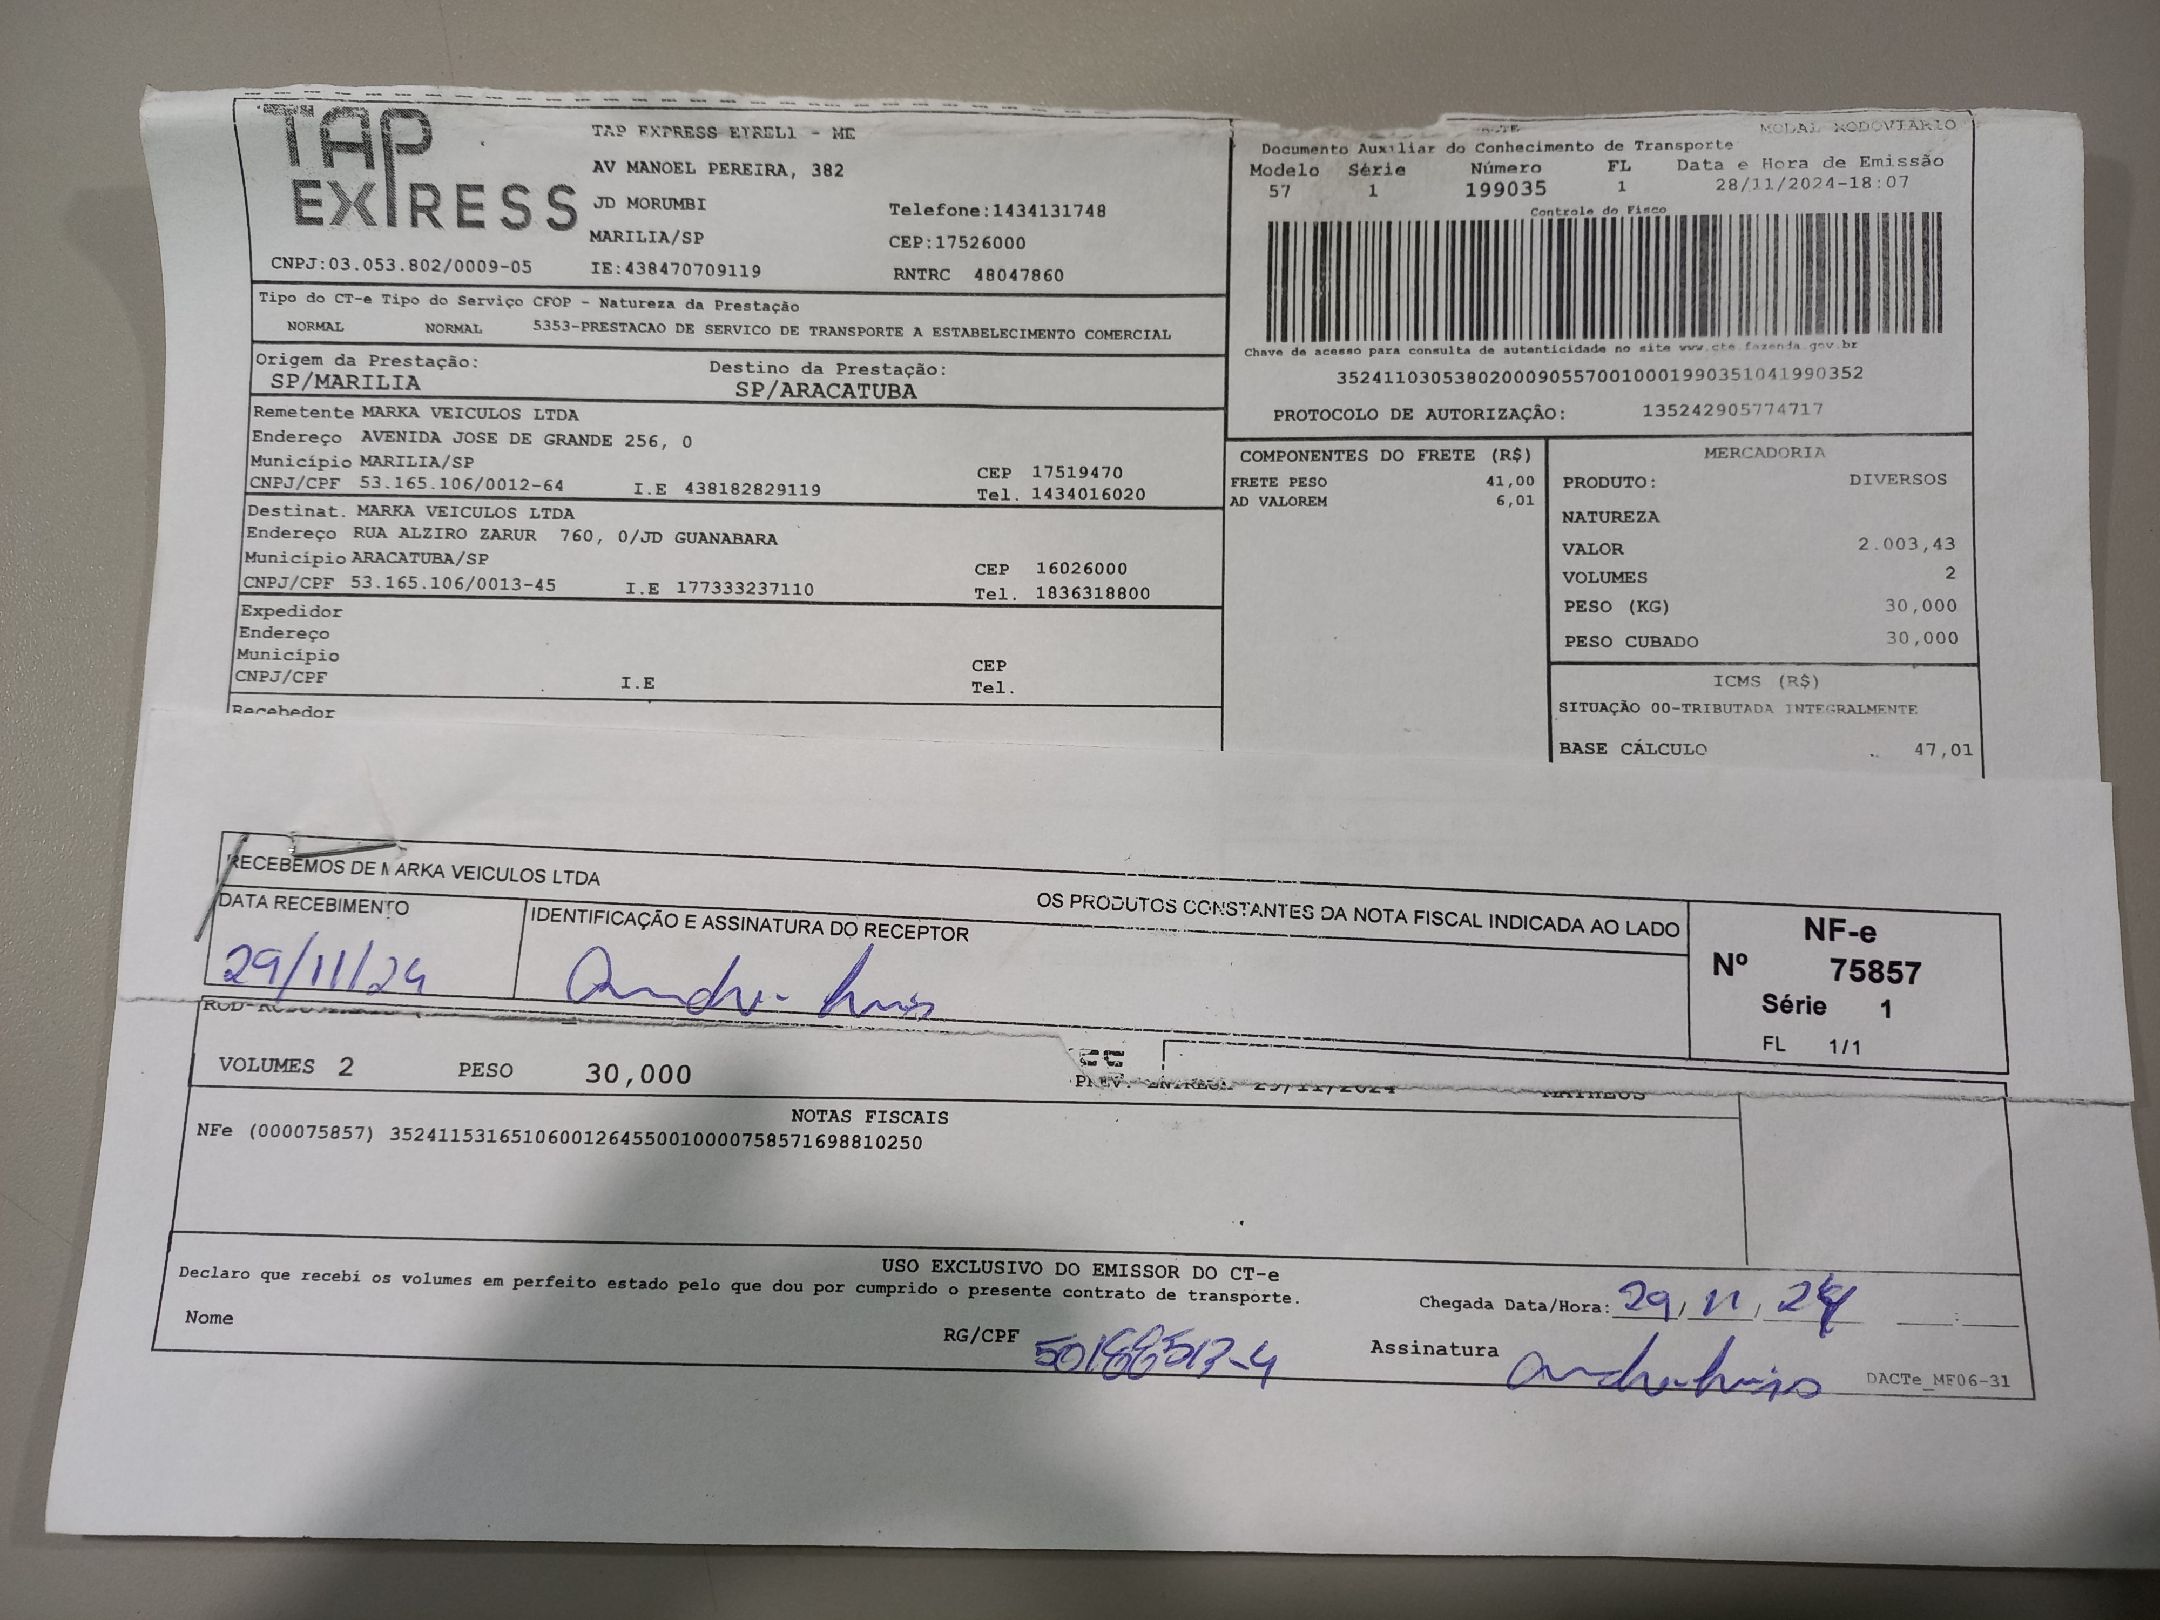 TAP
EXPRESS
TAP EXPRESS EIRELI - ME
AV MANOEL PEREIRA, 382
JD MORUMBI Telefone:1434131748
MARILIA/SP CEP:17526000
CNPJ:03.053.802/0009-05 IE:438470709119 RNTRC 48047860
MODAL RODOVIARIO
Documento Auxiliar do Conhecimento de Transporte
Modelo Série Número FL Data e Hora de Emissão
57 1 199035 1 28/11/2024-18:07
Controle do Fisco
Chave de acesso para consulta de autenticidade no site www.cte.fazenda.gov.br
35241103053802000905570010001990351041990352
PROTOCOLO DE AUTORIZAÇÃO: 135242905774717
Tipo do CT-e Tipo do Serviço CFOP - Natureza da Prestação
NORMAL NORMAL 5353-PRESTACAO DE SERVICO DE TRANSPORTE A ESTABELECIMENTO COMERCIAL
Origem da Prestação: Destino da Prestação:
SP/MARILIA SP/ARACATUBA
Remetente MARKA VEICULOS LTDA
Endereço AVENIDA JOSE DE GRANDE 256, 0
Município MARILIA/SP CEP 17519470
CNPJ/CPF 53.165.106/0012-64 I.E 438182829119 Tel. 1434016020
Destinat. MARKA VEICULOS LTDA
Endereço RUA ALZIRO ZARUR 760, 0/JD GUANABARA
Município ARACATUBA/SP CEP 16026000
CNPJ/CPF 53.165.106/0013-45 I.E 177333237110 Tel. 1836318800
Expedidor
Endereço
Município CEP
CNPJ/CPF I.E Tel.
Recebedor
COMPONENTES DO FRETE (R$)
FRETE PESO 41,00
AD VALOREM 6,01
MERCADORIA
PRODUTO: DIVERSOS
NATUREZA
VALOR 2.003,43
VOLUMES 2
PESO (KG) 30,000
PESO CUBADO 30,000
ICMS (R$)
SITUAÇÃO 00-TRIBUTADA INTEGRALMENTE
BASE CÁLCULO 47,01
RECEBEMOS DE MARKA VEICULOS LTDA OS PRODUTOS CONSTANTES DA NOTA FISCAL INDICADA AO LADO
DATA RECEBIMENTO IDENTIFICAÇÃO E ASSINATURA DO RECEPTOR
29/11/24 Andre Luis
NF-e
Nº 75857
Série 1
FL 1/1
VOLUMES 2 PESO 30,000
PREV. ENTREGA 29/11/2024 MATHEUS
NOTAS FISCAIS
NFe (000075857) 35241153165106001264550010000758571698810250
USO EXCLUSIVO DO EMISSOR DO CT-e
Declaro que recebi os volumes em perfeito estado pelo que dou por cumprido o presente contrato de transporte.
Chegada Data/Hora: 29/11/24 :
Nome RG/CPF Assinatura Andre Luis
DACTe_MF06-31